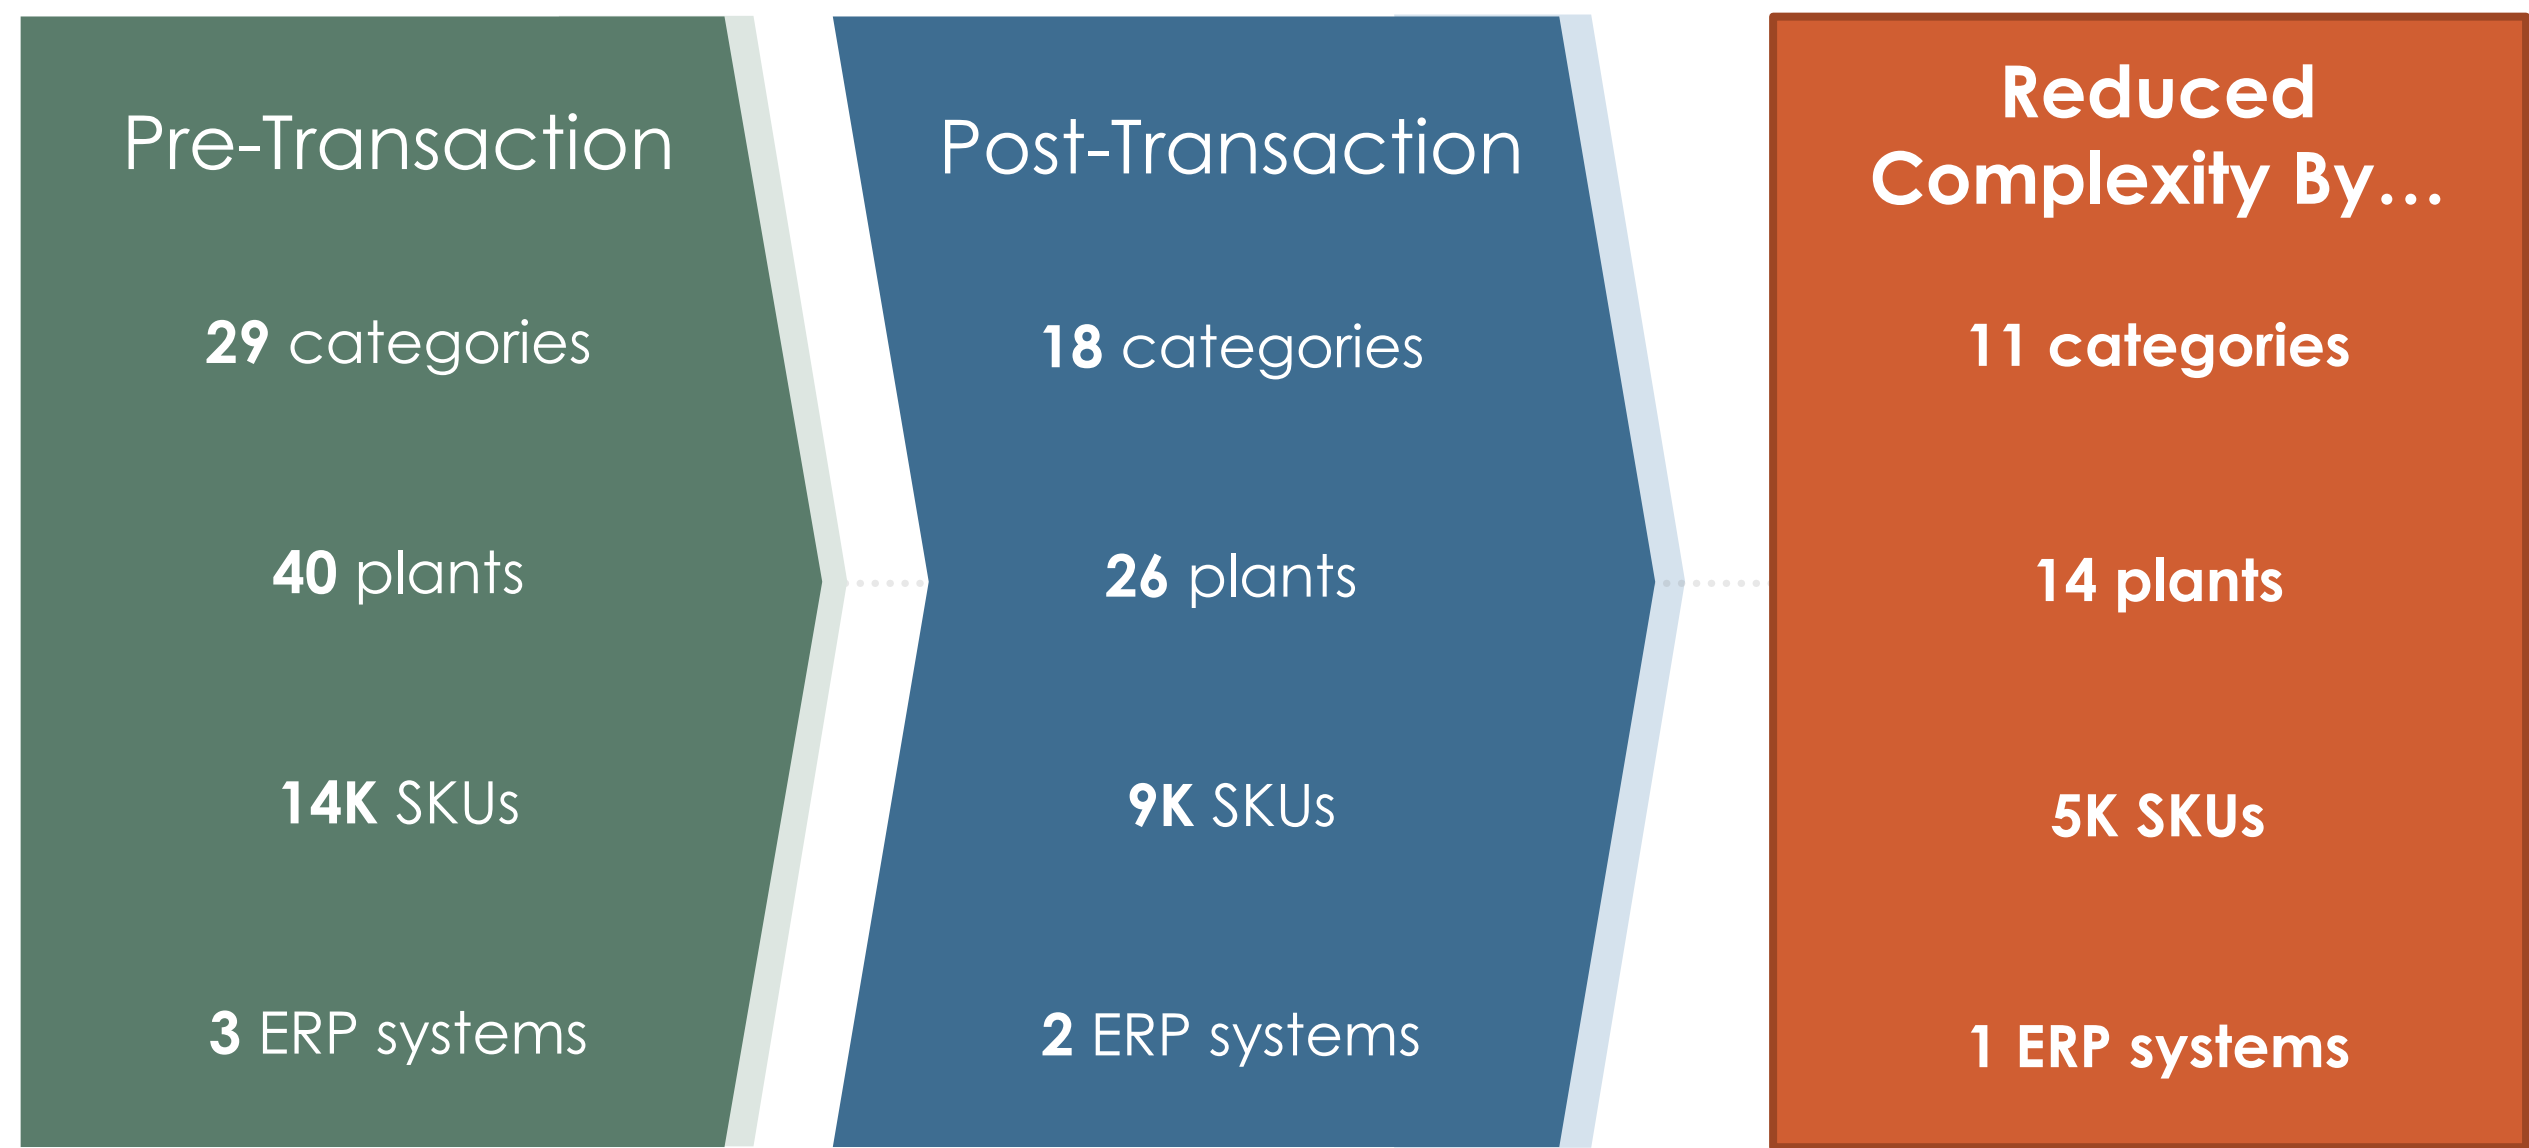 Pre-Transaction
29 categories
40 plants
14K SKUs
3 ERP systems
Post-Transaction
18 categories
26 plants
9K SKUs
2 ERP systems
Reduced
Complexity By...
11 categories
14 plants
5K SKUs
1 ERP systems